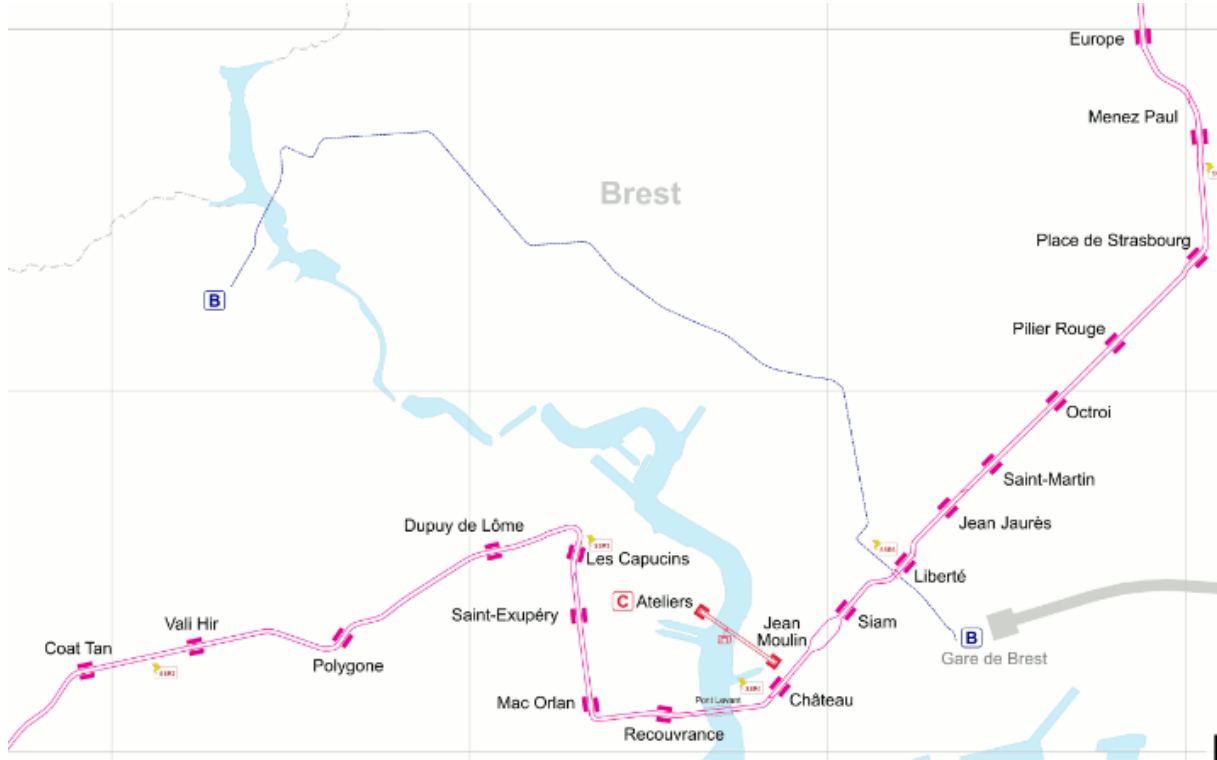 Europe
Menez Paul
Brest
Place de Strasbourg
B
Pilier Rouge
Octroi
Saint-Martin
Jean Jaurès
Dupuy de Lôme
Les Capucins
Liberté
C Ateliers
Saint-Exupéry
Jean
Moulin
Siam
Vali Hir
Coat Tan
Polygone
B
Gare de Brest
Mac Orlan
Pont Levant
Château
Recouvrance